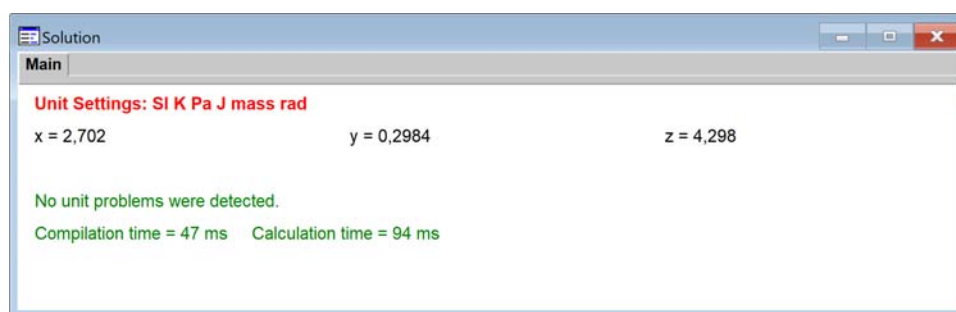 Solution
Main
Unit Settings: SI K Pa J mass rad
x = 2,702 y = 0,2984 z = 4,298
No unit problems were detected.
Compilation time = 47 ms Calculation time = 94 ms